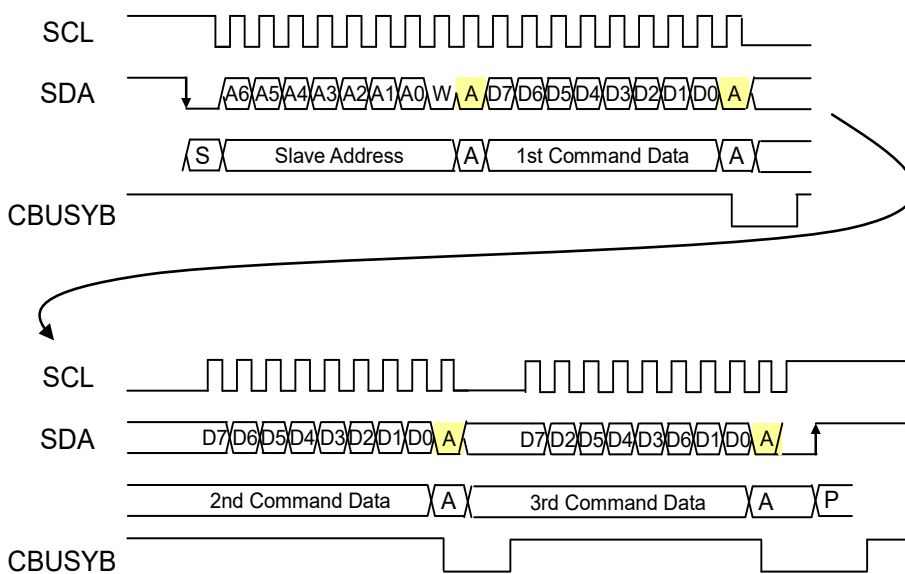 SCL
SDA A6 A5 A4 A3 A2 A1 A0 W A D7 D6 D5 D4 D3 D2 D1 D0 A
S Slave Address A 1st Command Data A
CBUSYB
SCL
SDA D7 D6 D5 D4 D3 D2 D1 D0 A D7 D2 D5 D4 D3 D6 D1 D0 A
2nd Command Data A 3rd Command Data A P
CBUSYB